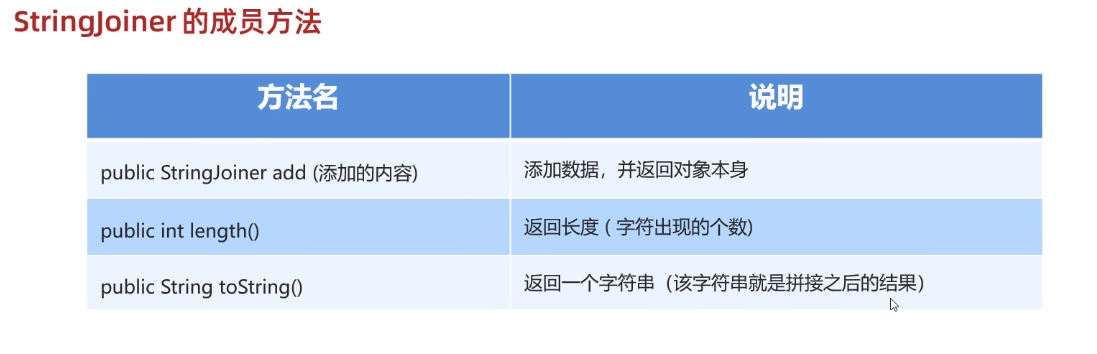 StringJoiner 的成员方法
方法名 说明
public StringJoiner add (添加的内容) 添加数据，并返回对象本身
public int length() 返回长度 ( 字符出现的个数)
public String toString() 返回一个字符串（该字符串就是拼接之后的结果）